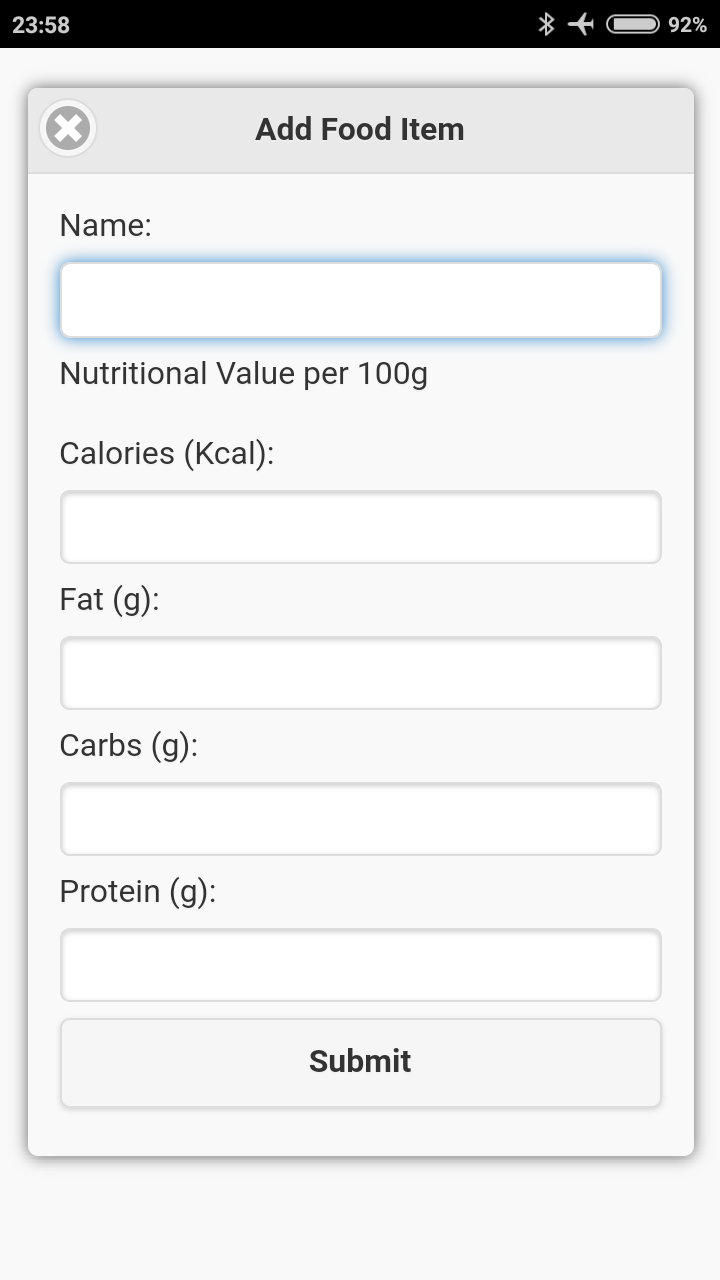 23:58 92%
Add Food Item
Name:
Nutritional Value per 100g
Calories (Kcal):
Fat (g):
Carbs (g):
Protein (g):
Submit